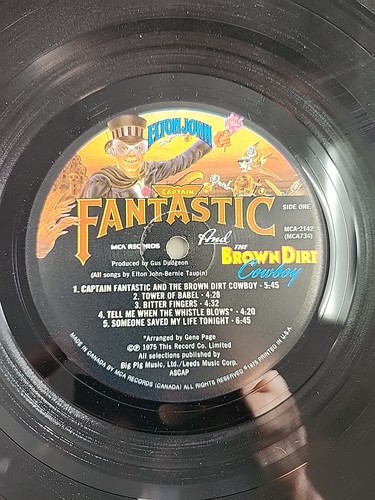 ELTON JOHN
CAPTAIN
FANTASTIC
SIDE ONE
MCA RECORDS
And
THE
BROWN DIRT
Cowboy
MCA-2142
(MCA734)
Produced by Gus Dudgeon
(All songs by Elton John-Bernie Taupin)
1. CAPTAIN FANTASTIC AND THE BROWN DIRT COWBOY - 5:45
2. TOWER OF BABEL - 4:28
3. BITTER FINGERS - 4:32
4. TELL ME WHEN THE WHISTLE BLOWS* - 4:20
5. SOMEONE SAVED MY LIFE TONIGHT - 6:45
*Arranged by Gene Page
©℗ 1975 This Record Co. Limited
All selections published by
Big Pig Music, Ltd./Leeds Music Corp.
ASCAP
MADE IN CANADA BY MCA RECORDS (CANADA) ALL RIGHTS RESERVED ©1975 PRINTED IN U.S.A.